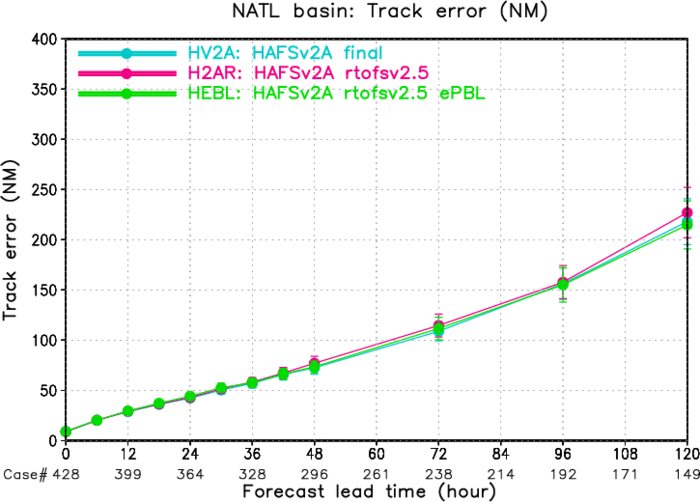 NATL basin: Track error (NM)
HV2A: HAFSv2A final
H2AR: HAFSv2A rtofsv2.5
HEBL: HAFSv2A rtofsv2.5 ePBL
Track error (NM)
400
350
300
250
200
150
100
50
0
0 12 24 36 48 60 72 84 96 108 120
Case# 428 399 364 328 296 261 238 214 192 171 149
Forecast lead time (hour)